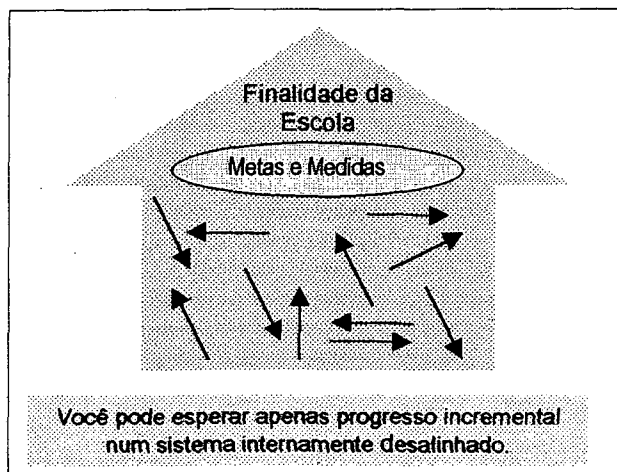 Finalidade da
Escola
Metas e Medidas
Você pode esperar apenas progresso incremental
num sistema internamente desalinhado.